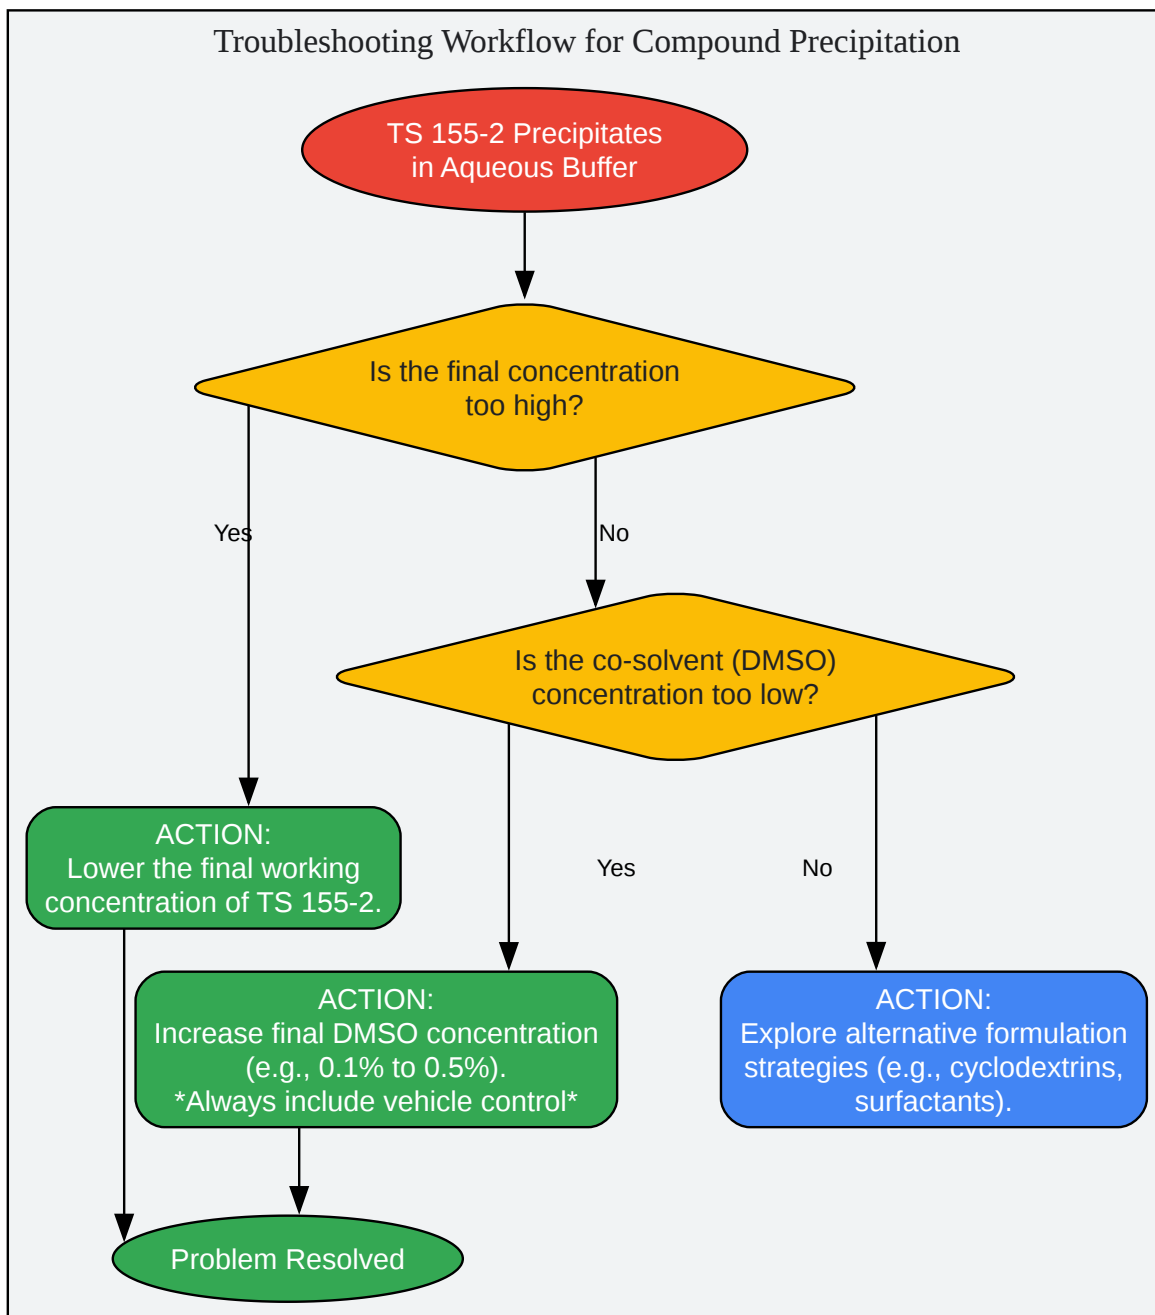 Troubleshooting Workflow for Compound Precipitation
TS 155-2 Precipitates
in Aqueous Buffer
Is the final concentration
too high?
Yes
No
Is the co-solvent (DMSO)
concentration too low?
ACTION:
Lower the final working
concentration of TS 155-2.
Yes
No
ACTION:
Increase final DMSO concentration
(e.g., 0.1% to 0.5%).
*Always include vehicle control*
ACTION:
Explore alternative formulation
strategies (e.g., cyclodextrins,
surfactants).
Problem Resolved